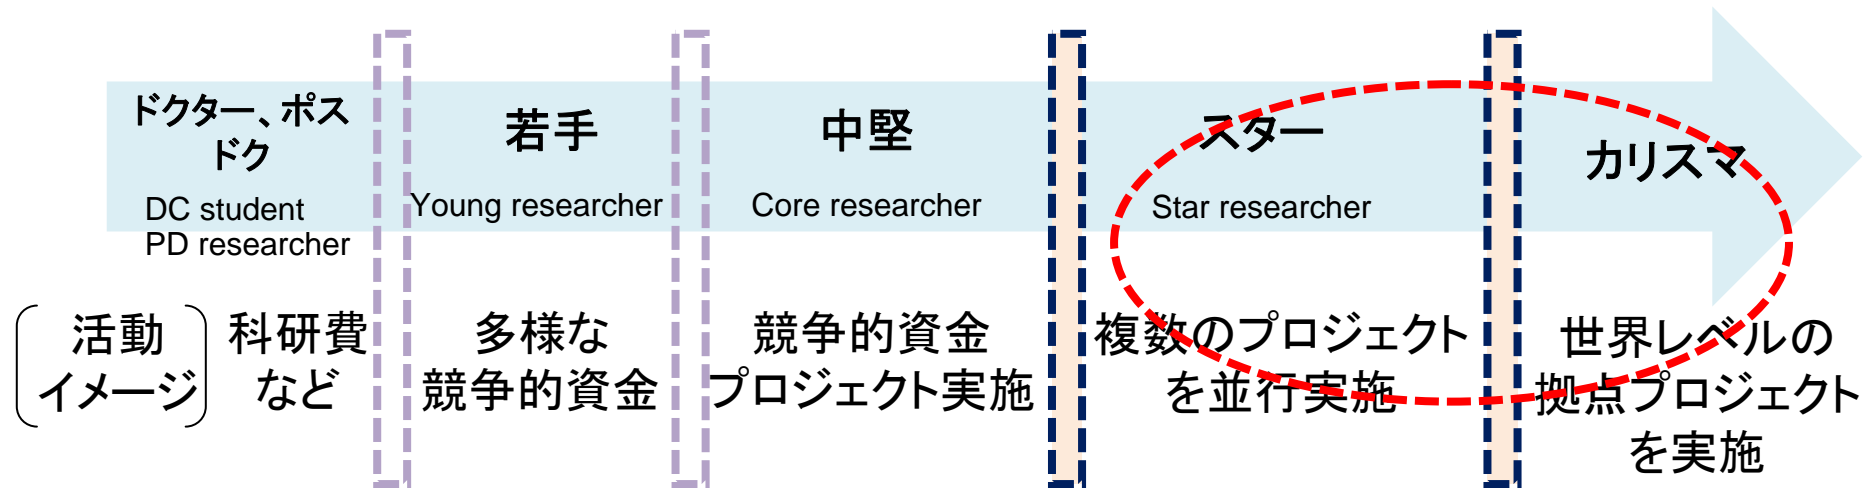 ドクター、ポス
ドク
DC student
PD researcher
若手
Young researcher
中堅
Core researcher
スター
Star researcher
カリスマ
活動
イメージ
科研費
など
多様な
競争的資金
競争的資金
プロジェクト実施
複数のプロジェクト
を並行実施
世界レベルの
拠点プロジェクト
を実施